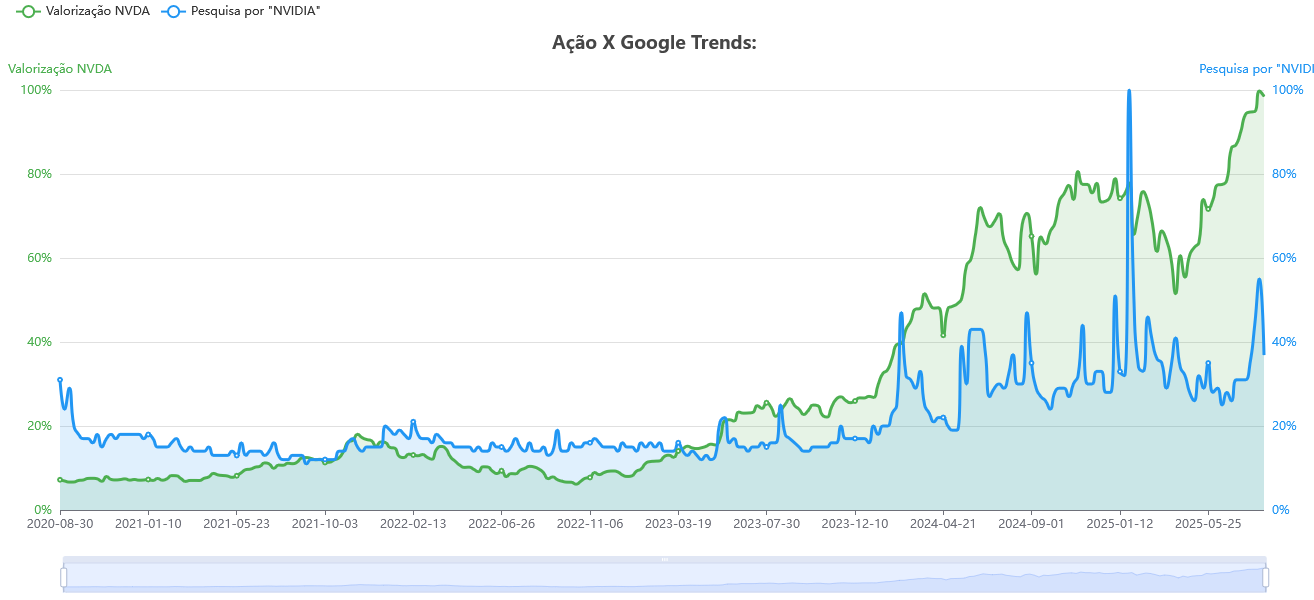 Valorização NVDA Pesquisa por "NVIDIA"
Ação X Google Trends:
Valorização NVDA Pesquisa por "NVIDI
100% 100%
80% 80%
60% 60%
40% 40%
20% 20%
0% 0%
2020-08-30 2021-01-10 2021-05-23 2021-10-03 2022-02-13 2022-06-26 2022-11-06 2023-03-19 2023-07-30 2023-12-10 2024-04-21 2024-09-01 2025-01-12 2025-05-25